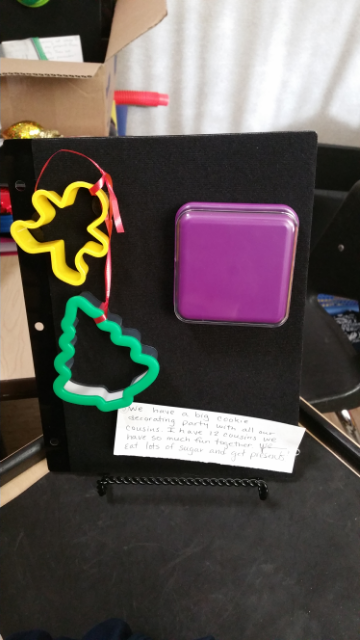 We have a big cookie
decorating party with all our
cousins. I have 18 cousins. We
have so much fun together. We
eat lots of sugar and get presents